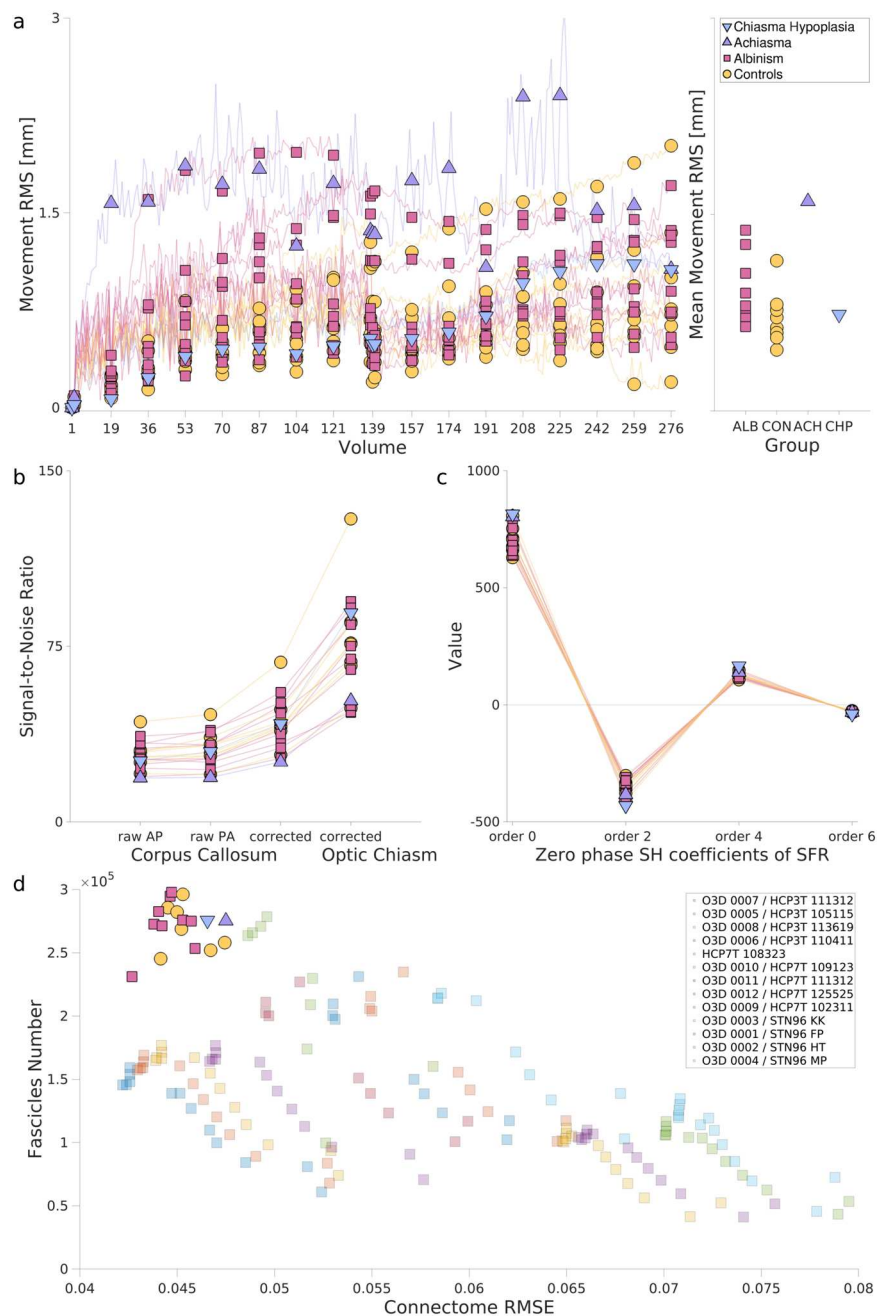 a
3
1.5
0
Movement RMS [mm]
1 19 36 53 70 87 104 121 139 157 174 191 208 225 242 259 276
Volume
Mean Movement RMS [mm]
Chiasma Hypoplasia
Achiasma
Albinism
Controls
ALB CON ACH CHP
Group
b
150
75
0
Signal-to-Noise Ratio
raw AP raw PA corrected corrected
Corpus Callosum Optic Chiasm
c
1000
500
0
-500
Value
order 0 order 2 order 4 order 6
Zero phase SH coefficients of SFR
d
×10⁵
3
2.5
2
1.5
1
0.5
0
Fascicles Number
O3D 0007 / HCP3T 111312
O3D 0005 / HCP3T 105115
O3D 0008 / HCP3T 113619
O3D 0006 / HCP3T 110411
HCP7T 108323
O3D 0010 / HCP7T 109123
O3D 0011 / HCP7T 111312
O3D 0012 / HCP7T 125525
O3D 0009 / HCP7T 102311
O3D 0003 / STN96 KK
O3D 0001 / STN96 FP
O3D 0002 / STN96 HT
O3D 0004 / STN96 MP
0.04 0.045 0.05 0.055 0.06 0.065 0.07 0.075 0.08
Connectome RMSE